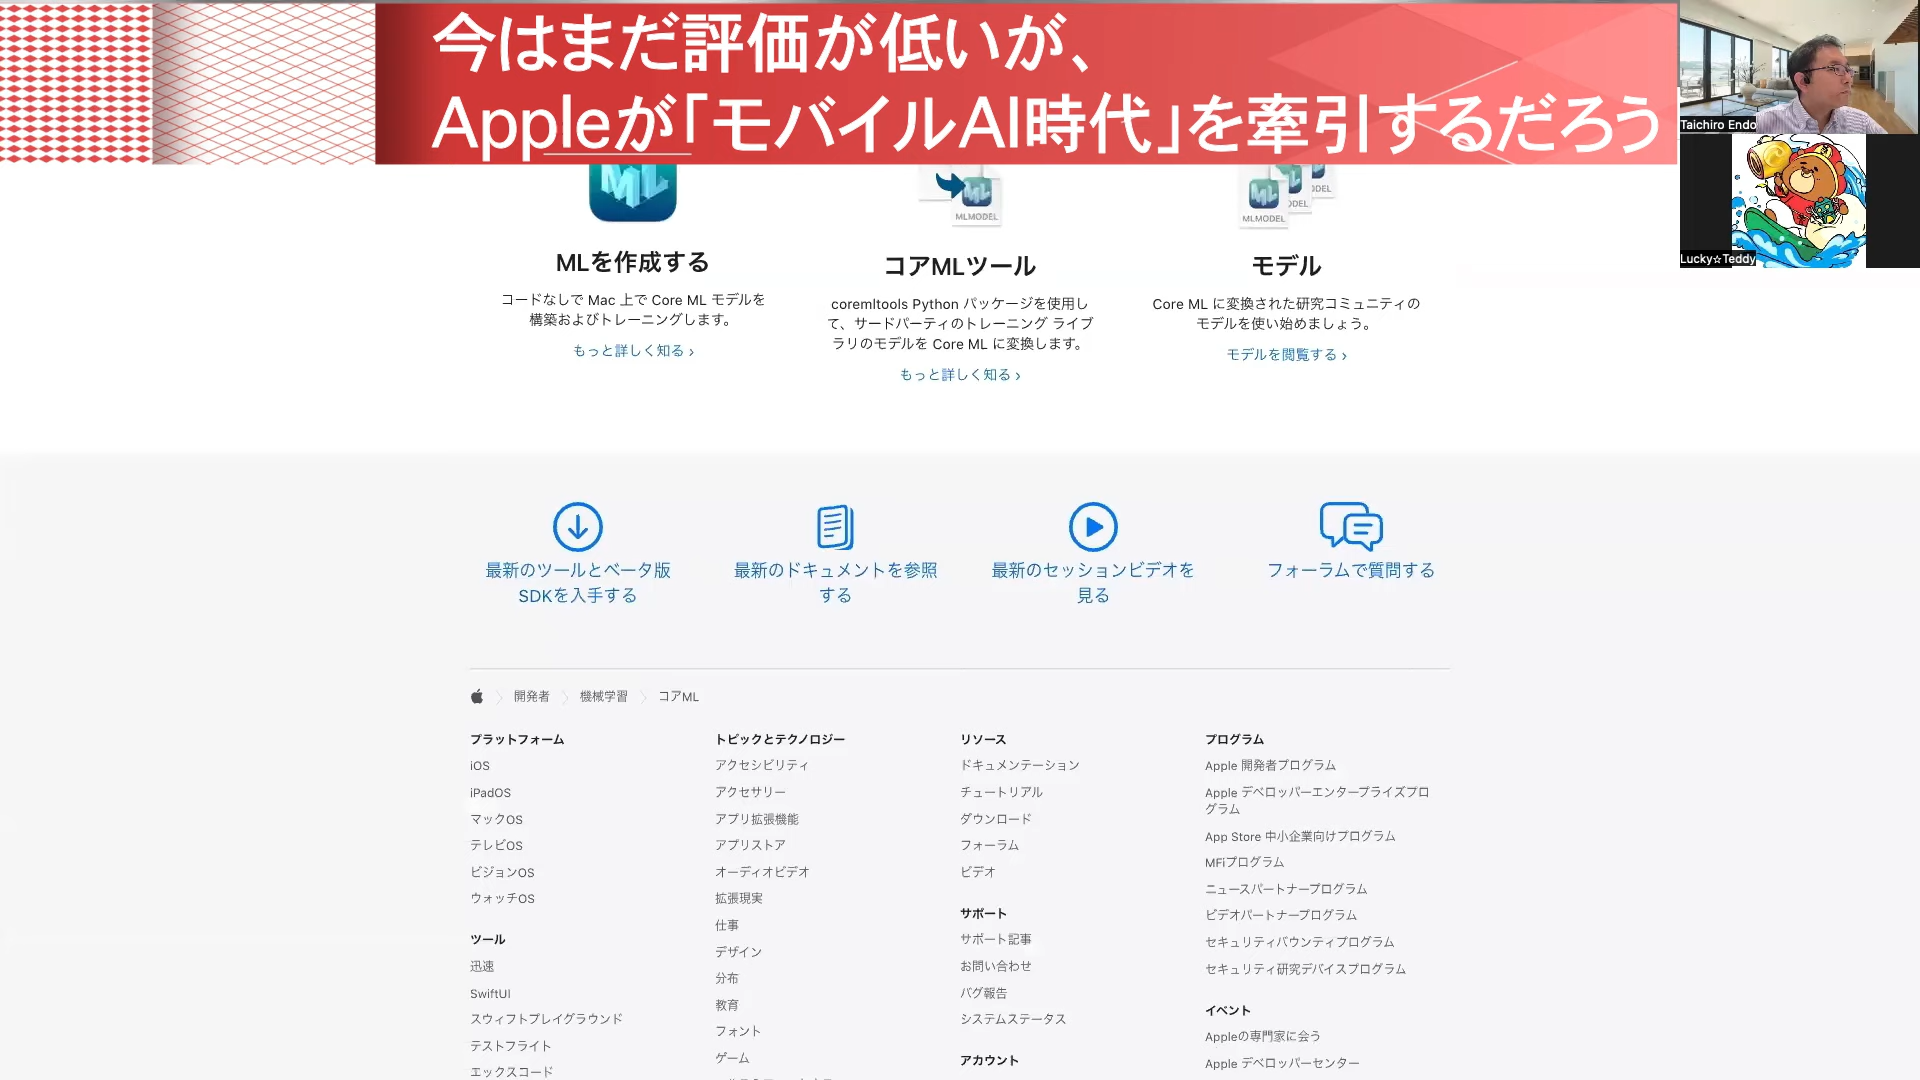 今はまだ評価が低いが、
Appleが「モバイルAI時代」を牽引するだろう
Taichiro Endo
Lucky☆Teddy
ML
MLMODEL
MLMODEL
MLを作成する
コードなしで Mac 上で Core ML モデルを
構築およびトレーニングします。
もっと詳しく知る ›
コアMLツール
coremltools Python パッケージを使用し
て、サードパーティのトレーニング ライブ
ラリのモデルを Core ML に変換します。
もっと詳しく知る ›
モデル
Core ML に変換された研究コミュニティの
モデルを使い始めましょう。
モデルを閲覧する ›
最新のツールとベータ版
SDKを入手する
最新のドキュメントを参照
する
最新のセッションビデオを
見る
フォーラムで質問する
開発者
機械学習
コアML
プラットフォーム
iOS
iPadOS
マックOS
テレビOS
ビジョンOS
ウォッチOS
ツール
迅速
SwiftUI
スウィフトプレイグラウンド
テストフライト
エックスコード
トピックとテクノロジー
アクセシビリティ
アクセサリー
アプリ拡張機能
アプリストア
オーディオビデオ
拡張現実
仕事
デザイン
分布
教育
フォント
ゲーム
リソース
ドキュメンテーション
チュートリアル
ダウンロード
フォーラム
ビデオ
サポート
サポート記事
お問い合わせ
バグ報告
システムステータス
アカウント
プログラム
Apple 開発者プログラム
Apple デベロッパーエンタープライズプロ
グラム
App Store 中小企業向けプログラム
MFiプログラム
ニュースパートナープログラム
ビデオパートナープログラム
セキュリティバウンティプログラム
セキュリティ研究デバイスプログラム
イベント
Appleの専門家に会う
Apple デベロッパーセンター